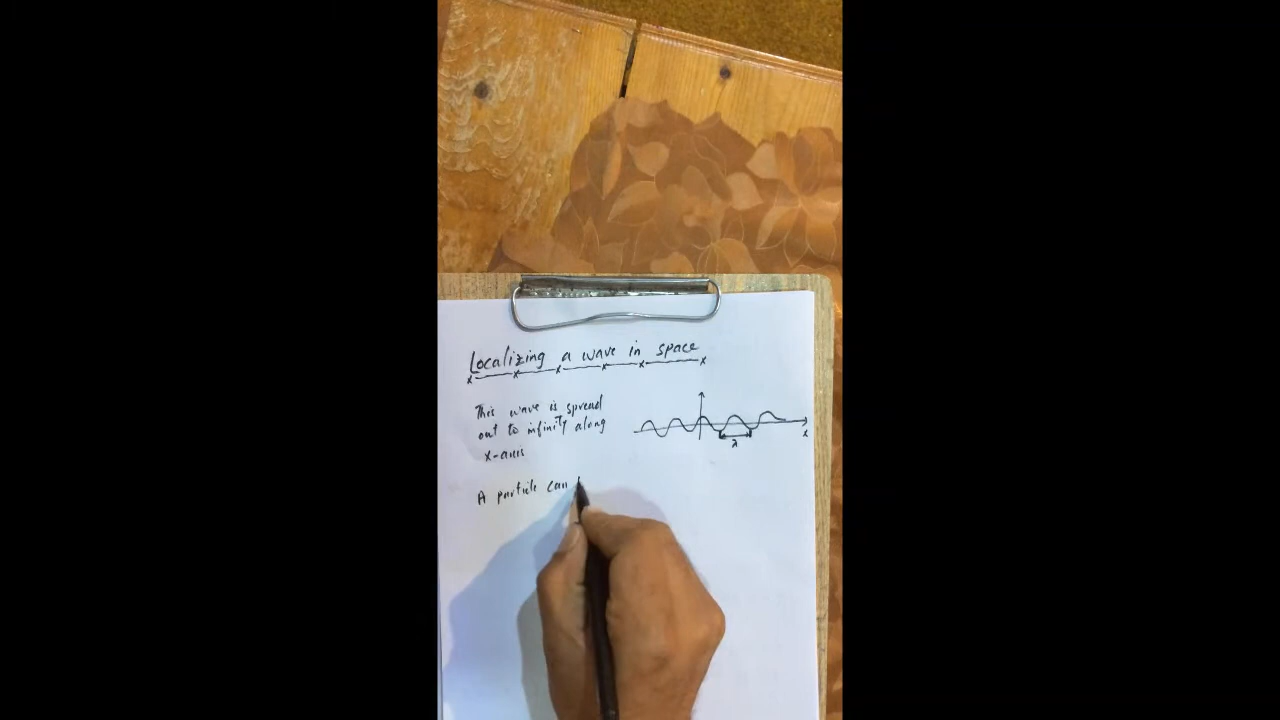 Localizing a wave in space
This wave is spread
out to infinity along
x-axis
λ
x
A particle can